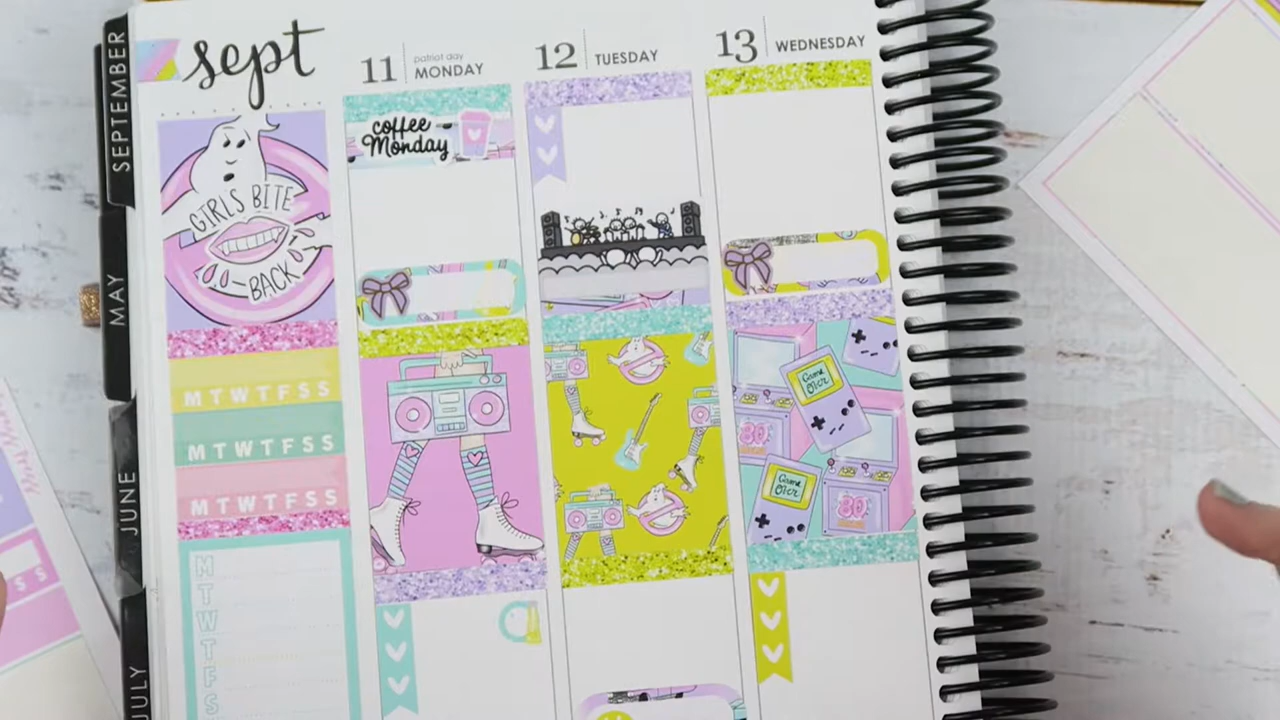 SEPTEMBER
MAY
JUNE
JULY
sept
11
patriot day
MONDAY
12
TUESDAY
13
WEDNESDAY
GIRLS BITE
BACK
coffee
Monday
M T W T F S S
M T W T F S S
M T W T F S S
M
T
W
T
F
S
Game
Over
Game
Over
80
80
S S